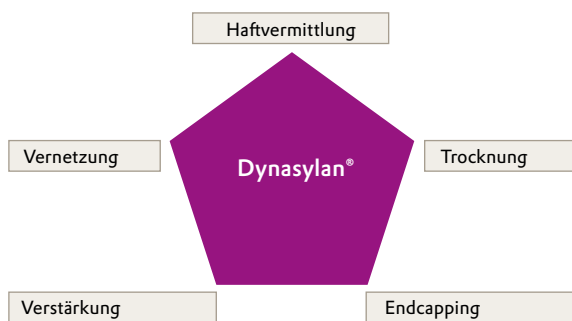 Haftvermittlung
Vernetzung
Dynasylan®
Trocknung
Verstärkung
Endcapping